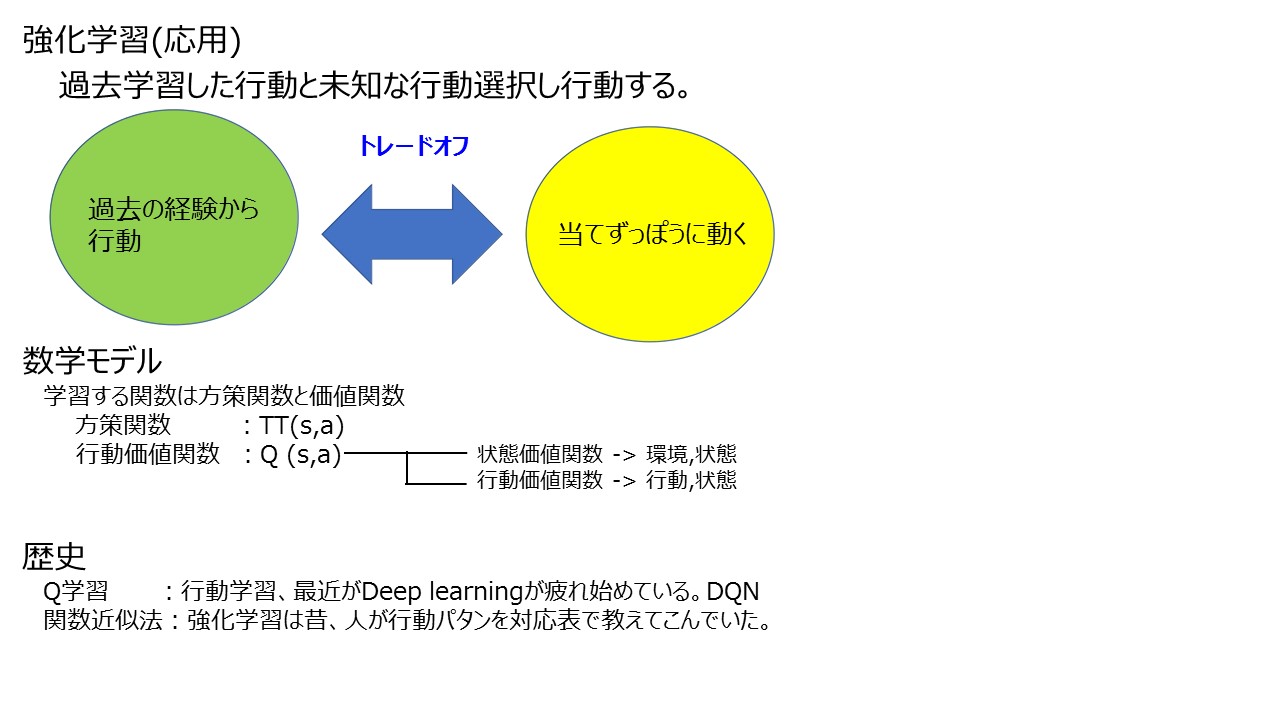 強化学習(応用)
過去学習した行動と未知な行動選択し行動する。
トレードオフ
過去の経験から
行動
当てずっぽうに動く
数学モデル
学習する関数は方策関数と価値関数
方策関数 : TT(s,a)
行動価値関数 : Q (s,a)
状態価値関数 -> 環境,状態
行動価値関数 -> 行動,状態
歴史
Q学習 : 行動学習、最近がDeep learningが疲れ始めている。DQN
関数近似法 : 強化学習は昔、人が行動パタンを対応表で教えてこんでいた。